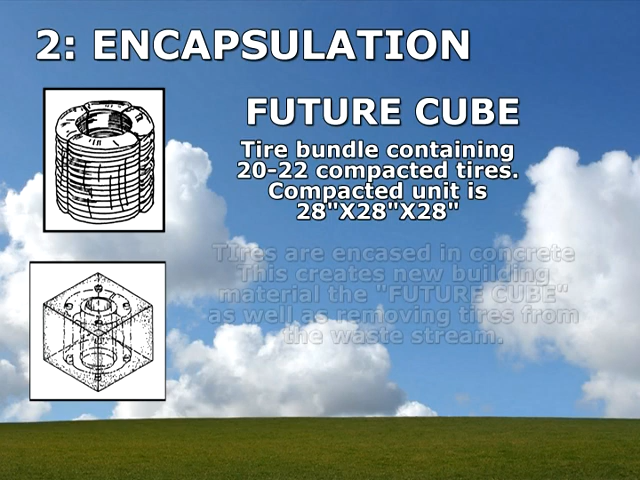 2: ENCAPSULATION
FUTURE CUBE
Tire bundle containing
20-22 compacted tires.
Compacted unit is
28"X28"X28"
Tires are encased in concrete
This creates new building
material the "FUTURE CUBE"
as well as removing tires from
the waste stream.